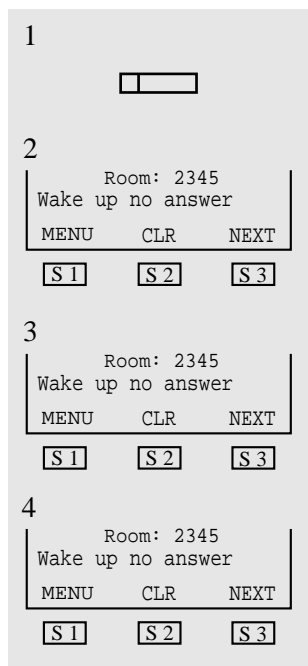 1
2
Room: 2345
Wake up no answer
MENU CLR NEXT
S 1 S 2 S 3
3
Room: 2345
Wake up no answer
MENU CLR NEXT
S 1 S 2 S 3
4
Room: 2345
Wake up no answer
MENU CLR NEXT
S 1 S 2 S 3